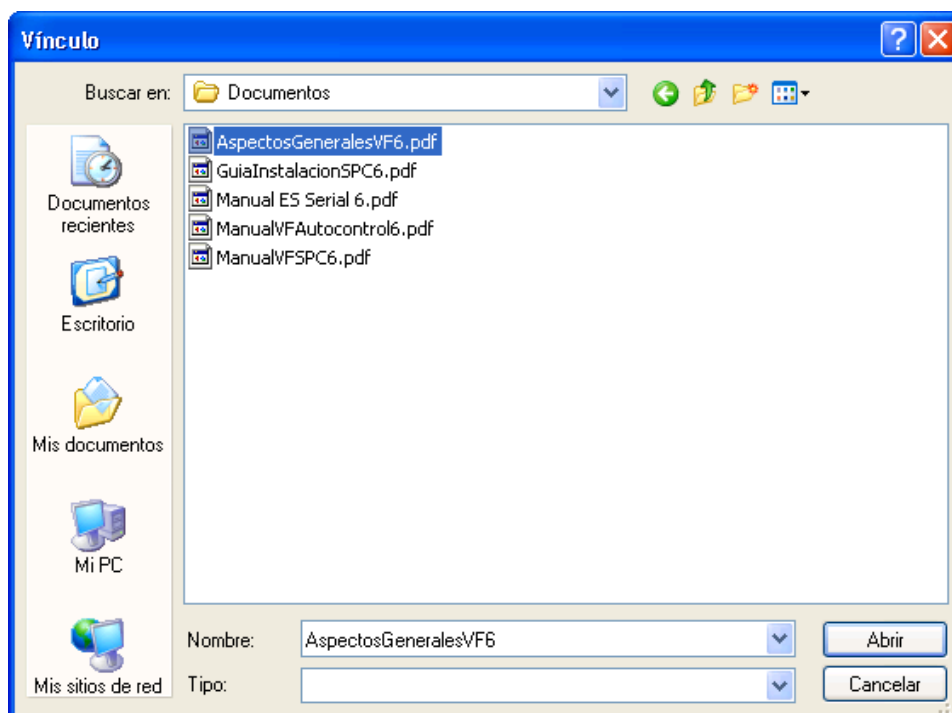 Vínculo
Buscar en: Documentos
Documentos
recientes
Escritorio
Mis documentos
Mi PC
Mis sitios de red
AspectosGeneralesVF6.pdf
GuiaInstalacionSPC6.pdf
Manual ES Serial 6.pdf
ManualVFAutocontrol6.pdf
ManualVFSPC6.pdf
Nombre: AspectosGeneralesVF6 Abrir
Tipo: Cancelar